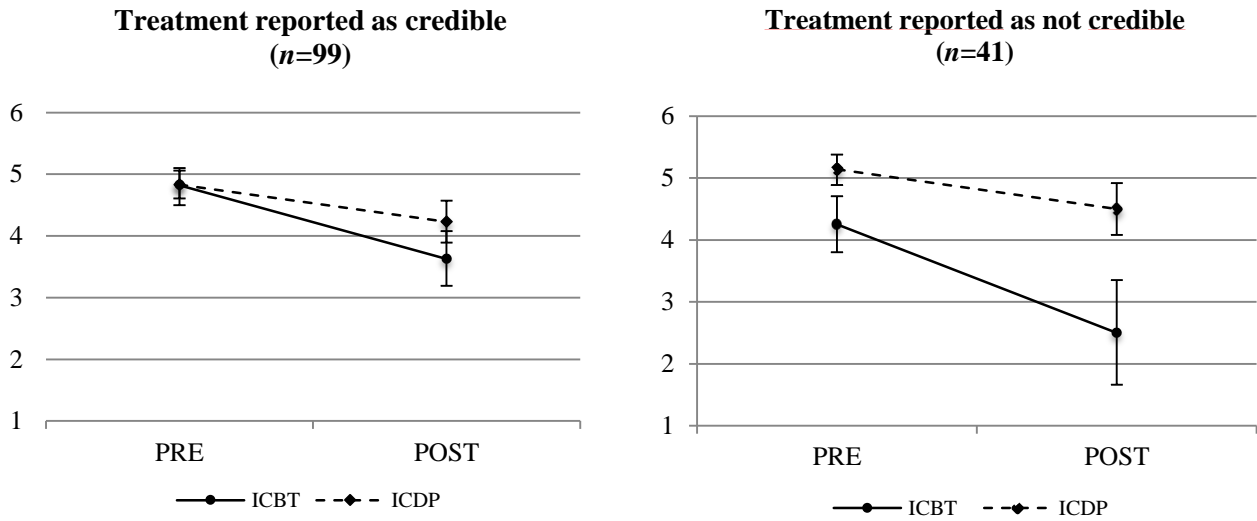 Treatment reported as credible
(n=99)
6
5
4
3
2
1
PRE POST
ICBT ICDP
Treatment reported as not credible
(n=41)
6
5
4
3
2
1
PRE POST
ICBT ICDP